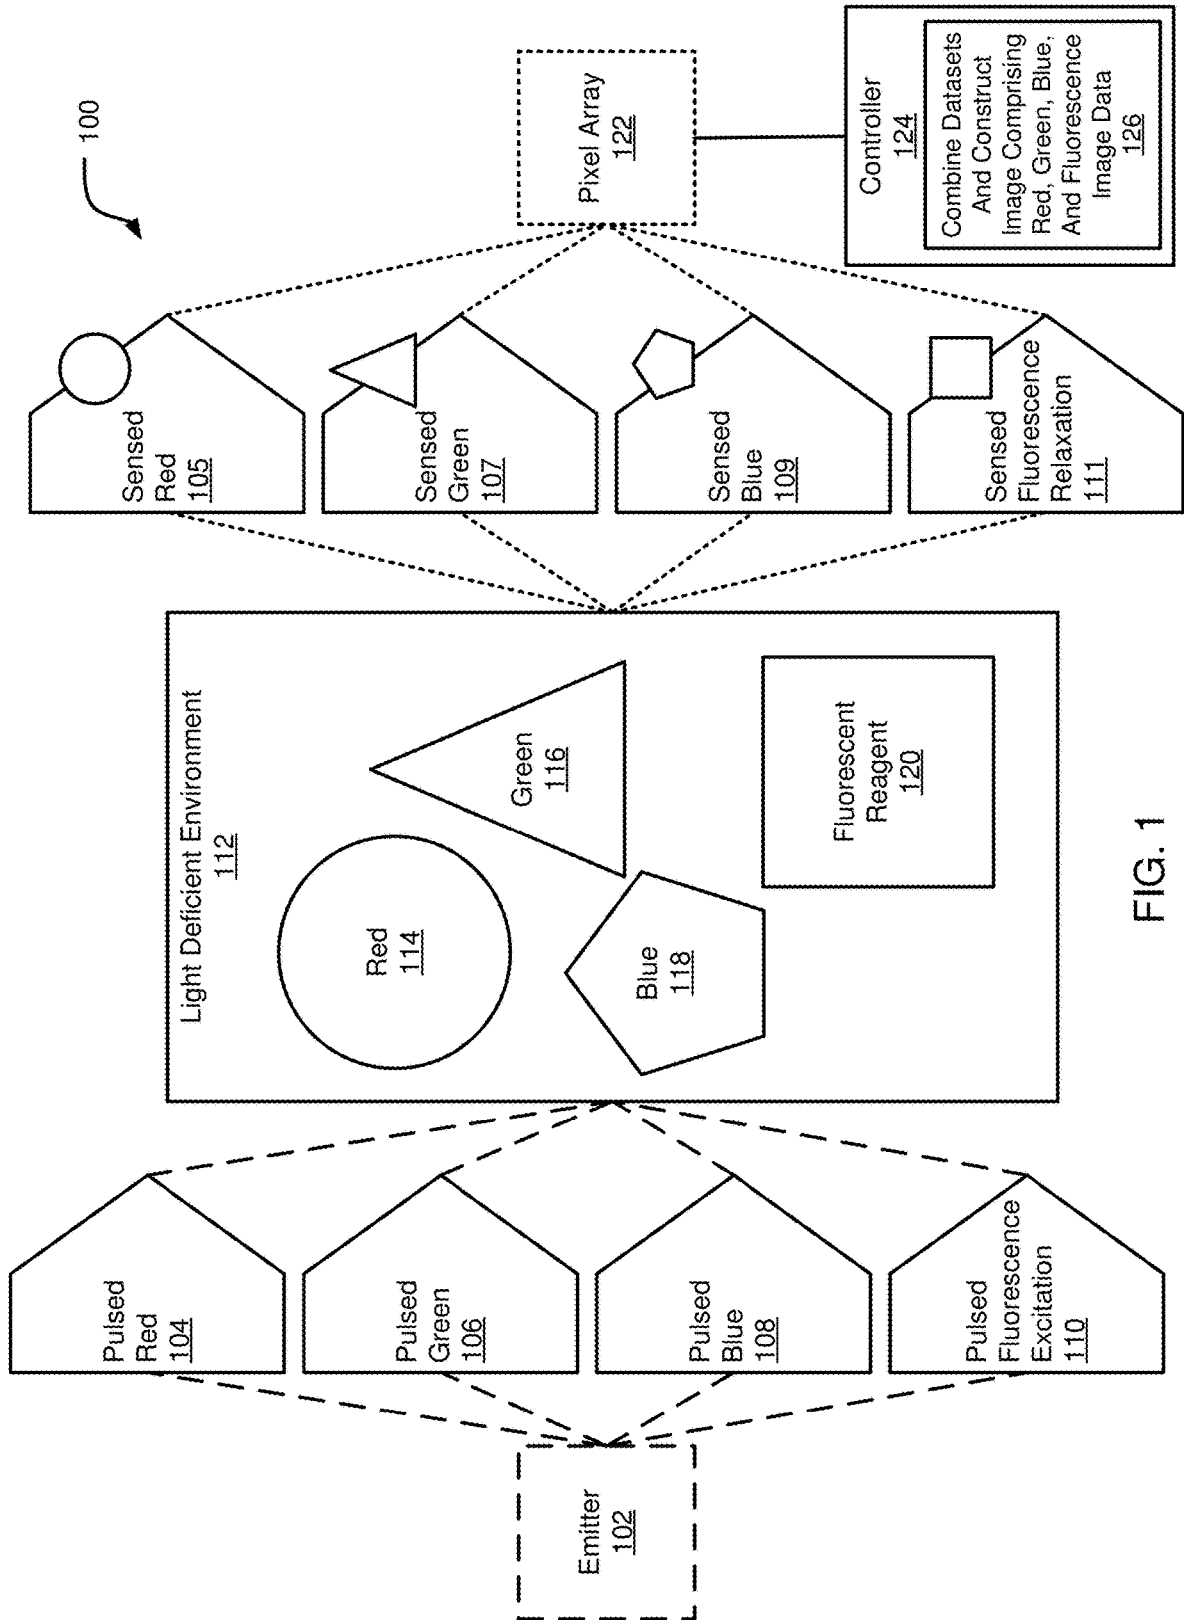 100
Emitter
102
Pulsed
Red
104
Pulsed
Green
106
Pulsed
Blue
108
Pulsed
Fluorescence
Excitation
110
Light Deficient Environment
112
Red
114
Green
116
Blue
118
Fluorescent
Reagent
120
Sensed
Red
105
Sensed
Green
107
Sensed
Blue
109
Sensed
Fluorescence
Relaxation
111
Pixel Array
122
Controller
124
Combine Datasets
And Construct
Image Comprising
Red, Green, Blue,
And Fluorescence
Image Data
126
FIG. 1